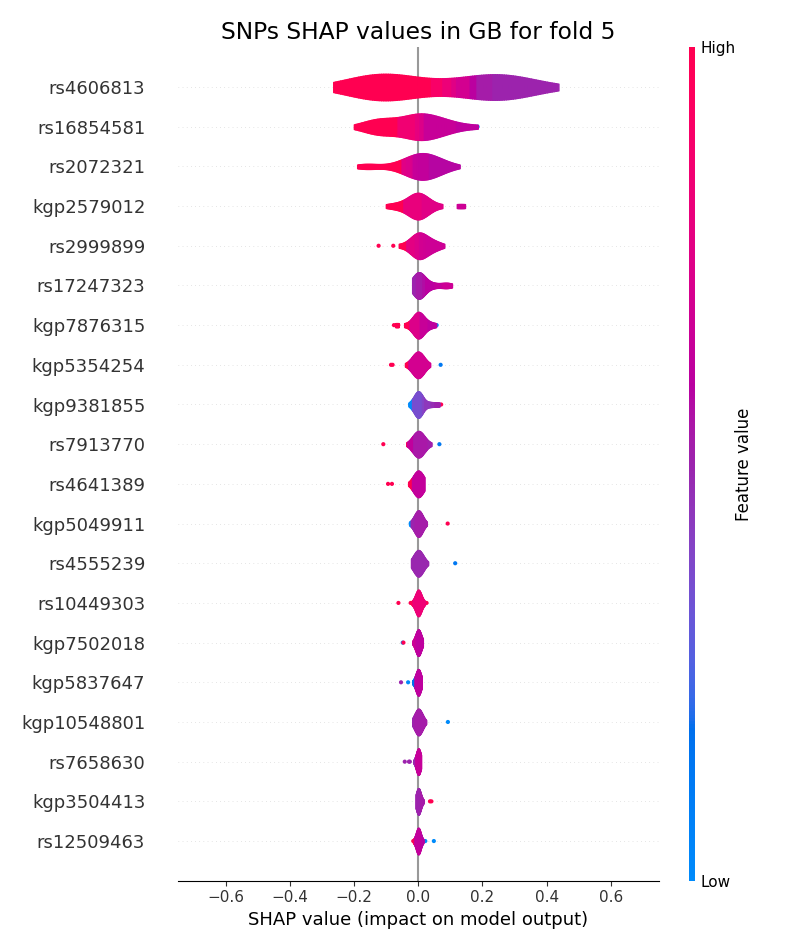 SNPs SHAP values in GB for fold 5
High
rs4606813
rs16854581
rs2072321
kgp2579012
rs2999899
rs17247323
kgp7876315
kgp5354254
kgp9381855
rs7913770
rs4641389
kgp5049911
rs4555239
rs10449303
kgp7502018
kgp5837647
kgp10548801
rs7658630
kgp3504413
rs12509463
Feature value
Low
−0.6 −0.4 −0.2 0.0 0.2 0.4 0.6
SHAP value (impact on model output)